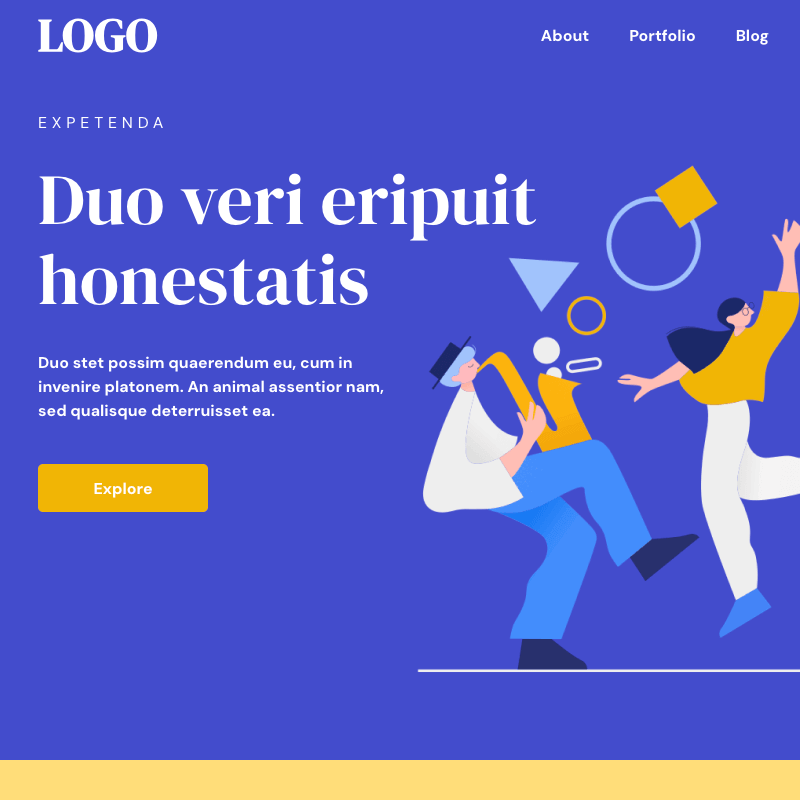 LOGO
About
Portfolio
Blog
EXPETENDA
Duo veri eripuit
honestatis
Duo stet possim quaerendum eu, cum in
invenire platonem. An animal assentior nam,
sed qualisque deterruisset ea.
Explore